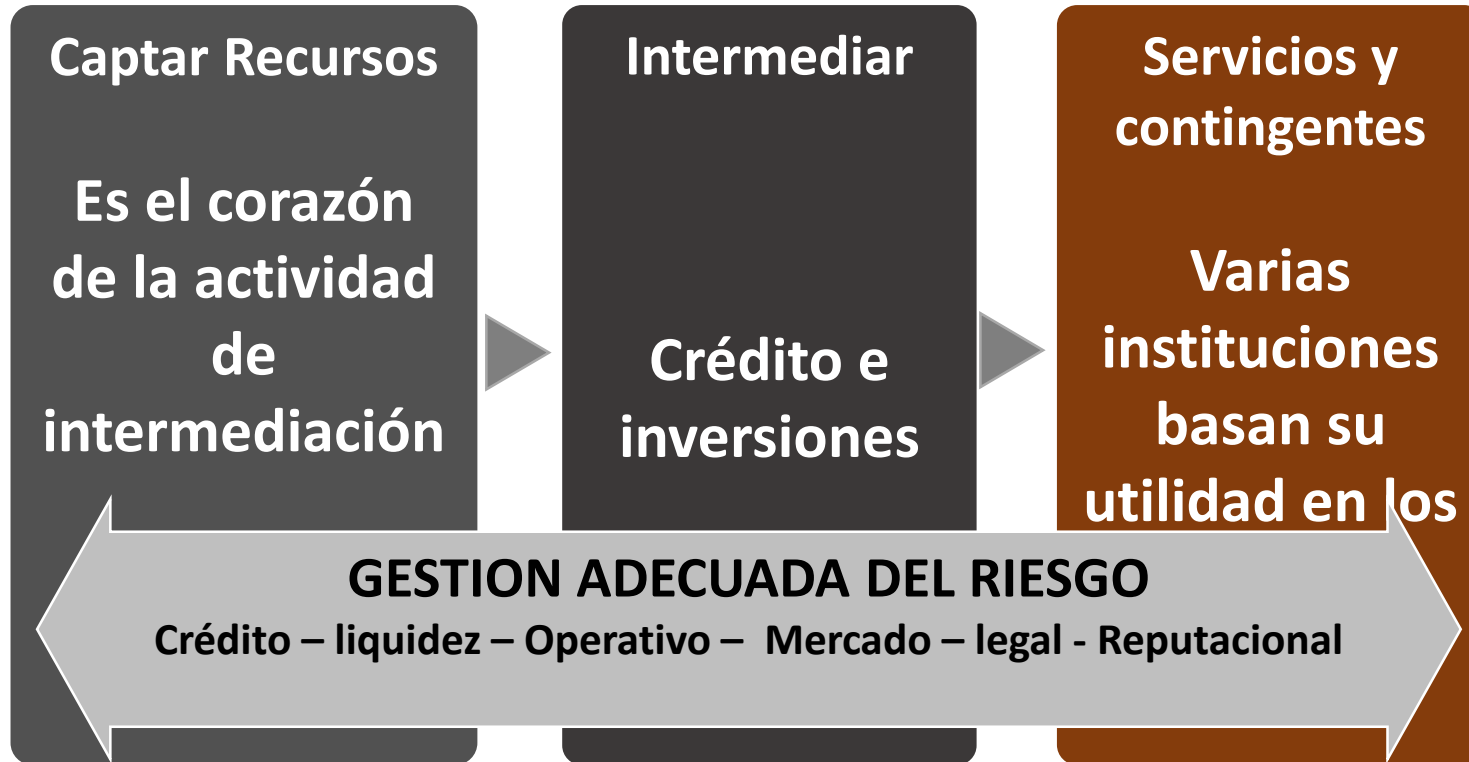 Captar Recursos
Es el corazón
de la actividad
de
intermediación
Intermediar
Crédito e
inversiones
Servicios y
contingentes
Varias
instituciones
basan su
utilidad en los
GESTION ADECUADA DEL RIESGO
Crédito – liquidez – Operativo – Mercado – legal - Reputacional